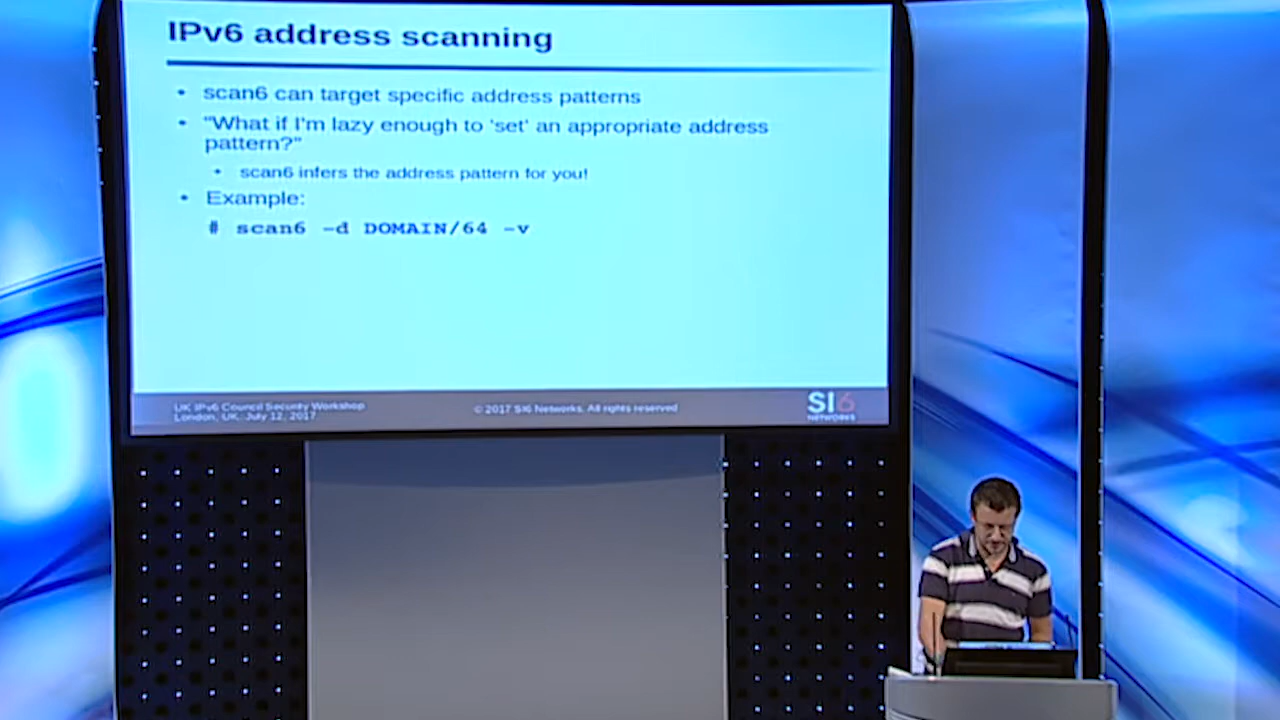 IPv6 address scanning
• scan6 can target specific address patterns
• "What if I'm lazy enough to 'set' an appropriate address
pattern?"
• scan6 infers the address pattern for you!
• Example:
# scan6 –d DOMAIN/64 –v
UK IPv6 Council Security Workshop
London, UK. July 12, 2017
© 2017 SI6 Networks. All rights reserved
SI6
NETWORKS